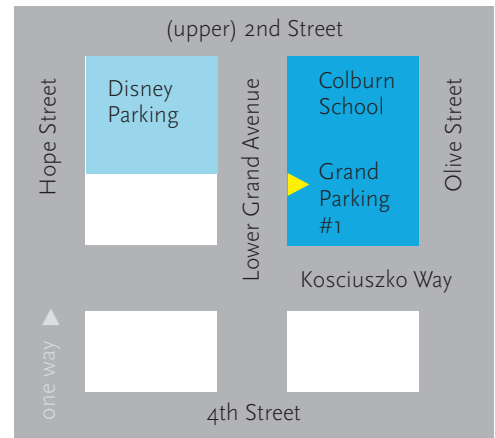 (upper) 2nd Street
Hope Street
Disney
Parking
Lower Grand Avenue
Colburn
School
Grand
Parking
#1
Olive Street
Kosciuszko Way
one way
4th Street